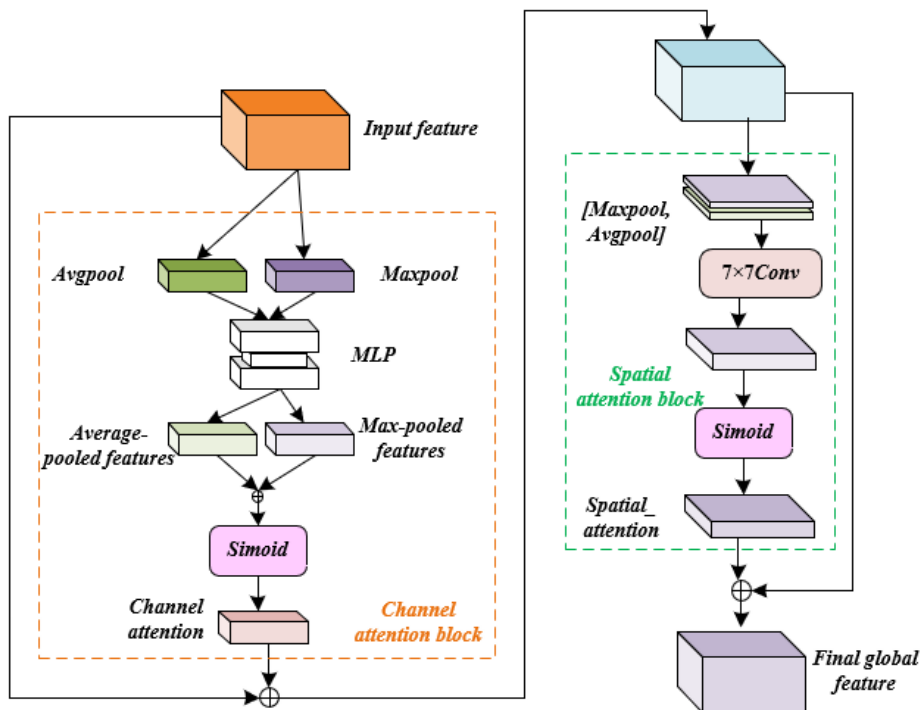 Input feature
Avgpool
Maxpool
MLP
Average-
pooled features
Max-pooled
features
Simoid
Channel
attention
Channel
attention block
[Maxpool,
Avgpool]
7×7Conv
Spatial
attention block
Simoid
Spatial_
attention
Final global
feature